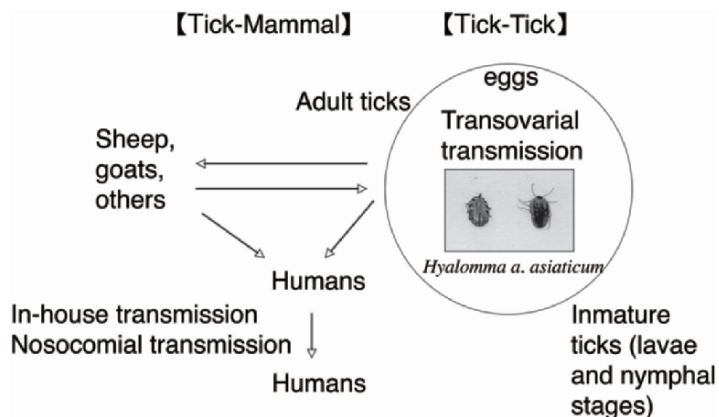 【Tick-Mammal】
【Tick-Tick】
eggs
Adult ticks
Transovarial
transmission
Sheep,
goats,
others
Hyalomma a. asiaticum
Humans
In-house transmission
Nosocomial transmission
Humans
Inmature
ticks (lavae
and nymphal
stages)